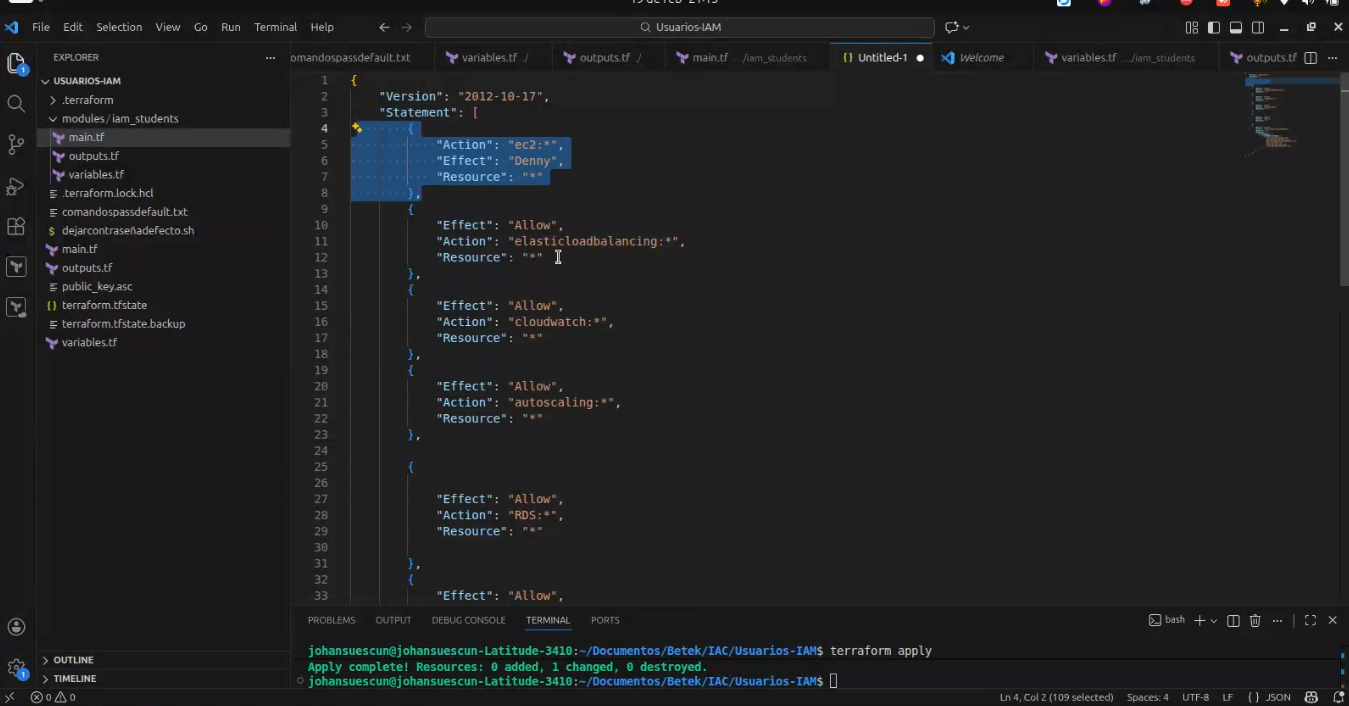 File Edit Selection View Go Run Terminal Help
Usuarios-IAM
EXPLORER
comandospassdefault.txt
variables.tf ./
outputs.tf ./
main.tf .../iam_students
{} Untitled-1
Welcome
variables.tf .../iam_students
outputs.tf
USUARIOS-IAM
.terraform
modules/iam_students
main.tf
outputs.tf
variables.tf
.terraform.lock.hcl
comandospassdefault.txt
$ dejarcontraseñadefecto.sh
main.tf
outputs.tf
public_key.asc
{} terraform.tfstate
terraform.tfstate.backup
variables.tf
OUTLINE
TIMELINE
1 {
2 "Version": "2012-10-17",
3 "Statement": [
4 {
5 "Action": "ec2:*",
6 "Effect": "Denny",
7 "Resource": "*"
8 },
9 {
10 "Effect": "Allow",
11 "Action": "elasticloadbalancing:*",
12 "Resource": "*"
13 },
14 {
15 "Effect": "Allow",
16 "Action": "cloudwatch:*",
17 "Resource": "*"
18 },
19 {
20 "Effect": "Allow",
21 "Action": "autoscaling:*",
22 "Resource": "*"
23 },
24
25 {
26
27 "Effect": "Allow",
28 "Action": "RDS:*",
29 "Resource": "*"
30
31 },
32 {
33 "Effect": "Allow",
PROBLEMS OUTPUT DEBUG CONSOLE TERMINAL PORTS
bash
johansuescun@johansuescun-Latitude-3410:~/Documentos/Betek/IAC/Usuarios-IAM$ terraform apply
Apply complete! Resources: 0 added, 1 changed, 0 destroyed.
johansuescun@johansuescun-Latitude-3410:~/Documentos/Betek/IAC/Usuarios-IAM$
0 0
Ln 4, Col 2 (109 selected) Spaces: 4 UTF-8 LF {} JSON